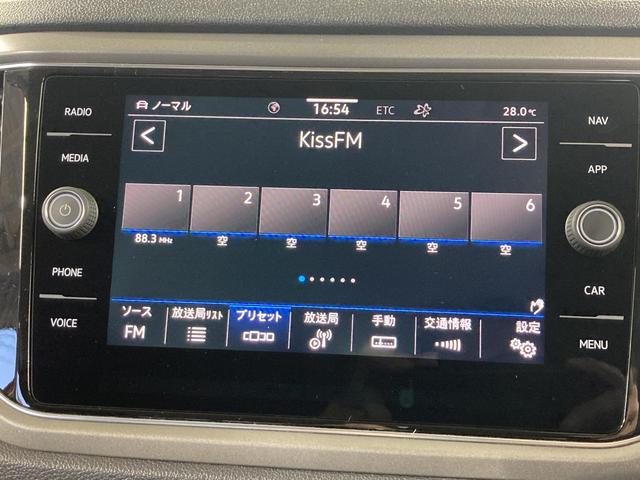 RADIO
MEDIA
PHONE
VOICE
ノーマル 16:54 ETC 28.0℃
KissFM
1 2 3 4 5 6
88.3 MHz 空 空 空 空 空
ソース 放送局リスト プリセット 放送局 手動 交通情報 設定
FM
NAV
APP
CAR
MENU